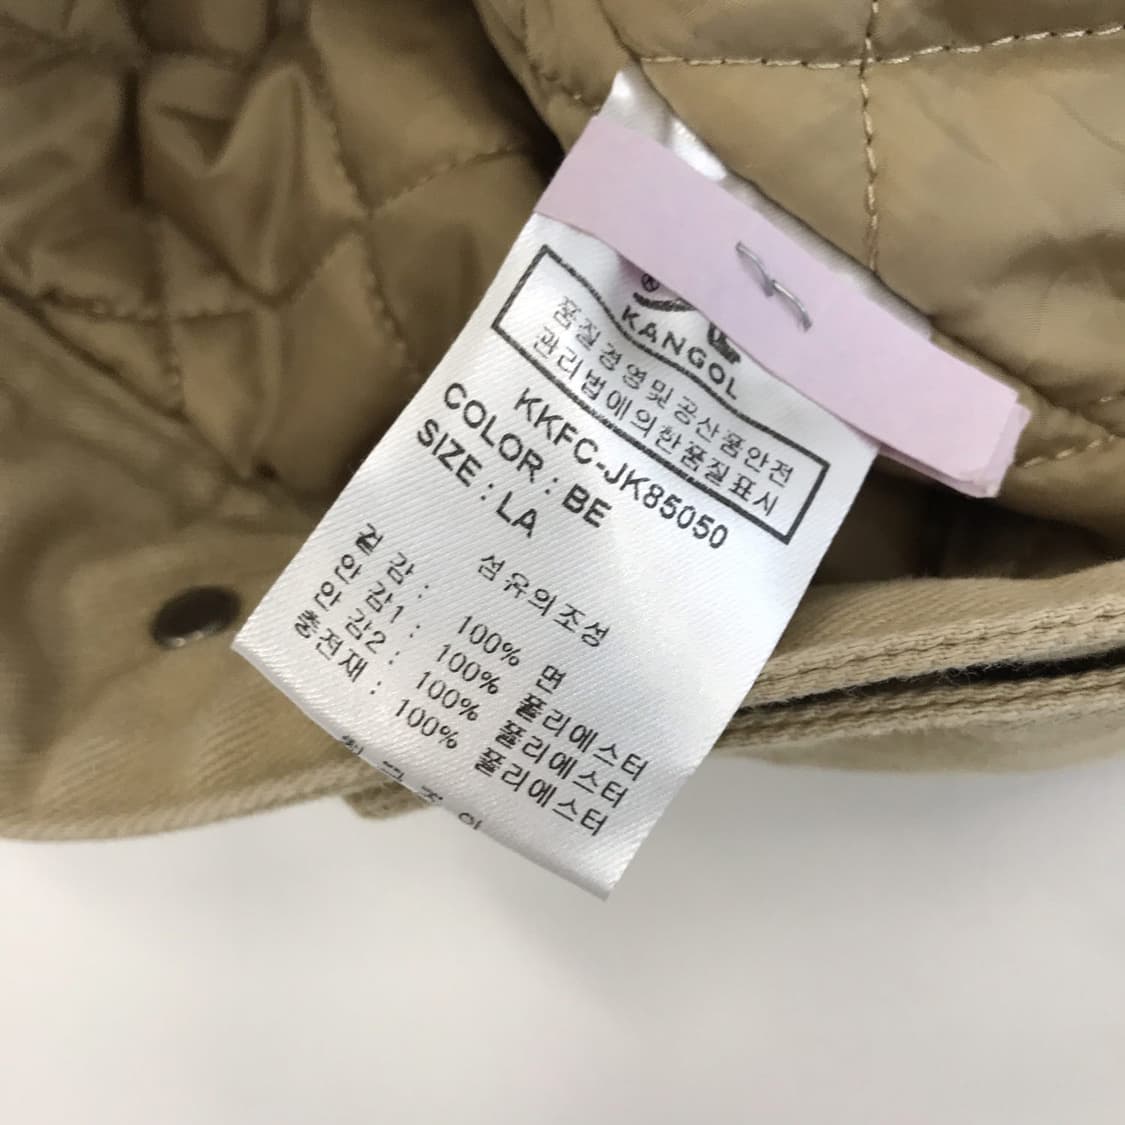 ®
KANGOL
품질경영및공산품안전
관리법에의한품질표시
KKFC-JK85050
COLOR : BE
SIZE : LA
섬유의조성
겉 감 : 100% 면
안 감1 : 100% 폴리에스터
안 감2 : 100% 폴리에스터
충전재 : 100% 폴리에스터